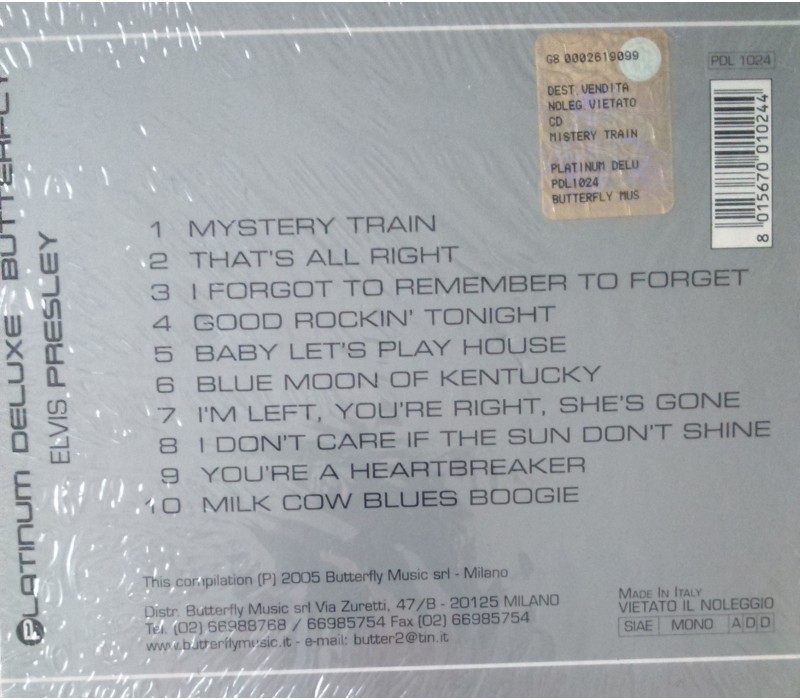 PLATINUM DELUXE BUTTERFLY
ELVIS PRESLEY
G8 0002619099
DEST.VENDITA
NOLEG.VIETATO
CD
MISTERY TRAIN
PLATINUM DELU
PDL1024
BUTTERFLY MUS
PDL 1024
8 015670 010244
1 MYSTERY TRAIN
2 THAT'S ALL RIGHT
3 I FORGOT TO REMEMBER TO FORGET
4 GOOD ROCKIN' TONIGHT
5 BABY LET'S PLAY HOUSE
6 BLUE MOON OF KENTUCKY
7 I'M LEFT, YOU'RE RIGHT, SHE'S GONE
8 I DON'T CARE IF THE SUN DON'T SHINE
9 YOU'RE A HEARTBREAKER
10 MILK COW BLUES BOOGIE
This compilation (P) 2005 Butterfly Music srl - Milano
Distr. Butterfly Music srl Via Zuretti, 47/B - 20125 MILANO
Tel. (02) 66988768 / 66985754 Fax (02) 66985754
www.butterflymusic.it - e-mail: butter2@tin.it
MADE IN ITALY
VIETATO IL NOLEGGIO
SIAE MONO ADD